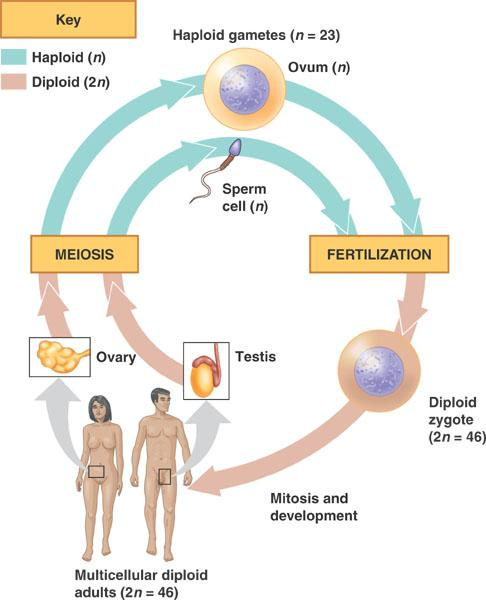 Key
Haploid (n)
Diploid (2n)
Haploid gametes (n = 23)
Ovum (n)
Sperm
cell (n)
MEIOSIS
FERTILIZATION
Ovary
Testis
Diploid
zygote
(2n = 46)
Mitosis and
development
Multicellular diploid
adults (2n = 46)